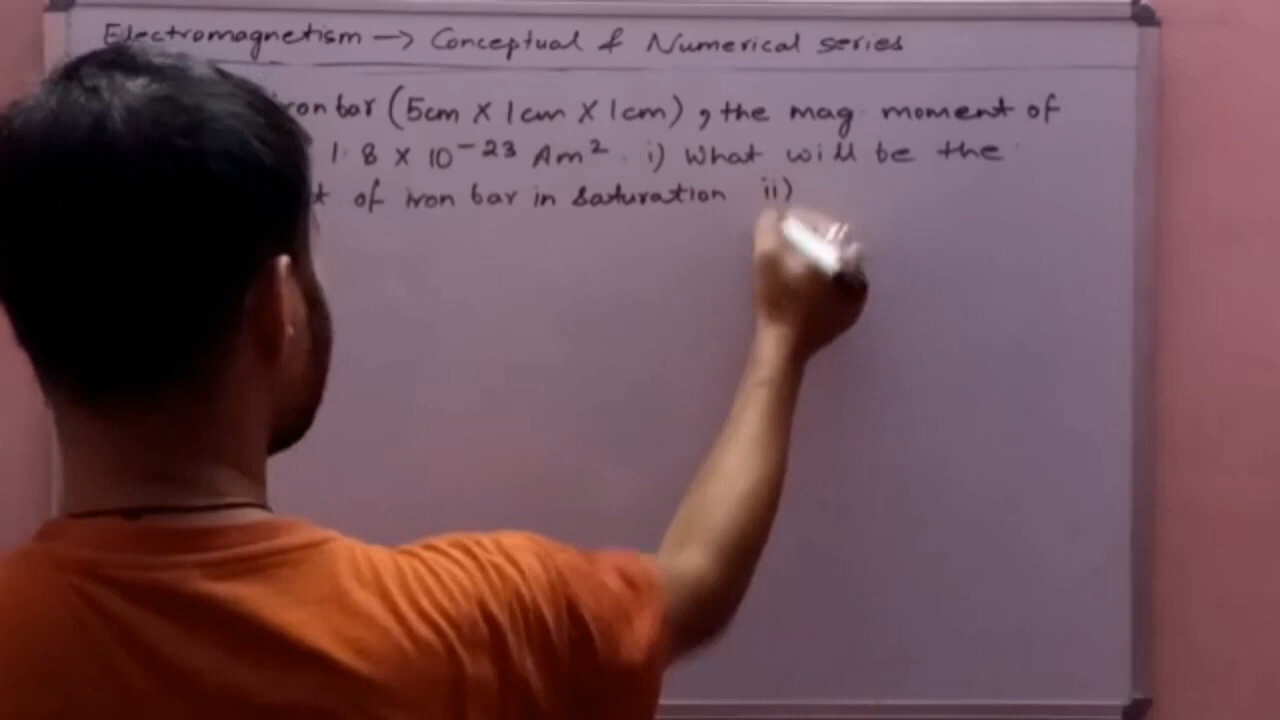 Electromagnetism → Conceptual & Numerical series
iron bar (5cm X 1cm X 1cm), the mag moment of
1.8 X 10⁻²³ Am². i) What will be the
of iron bar in saturation ii)